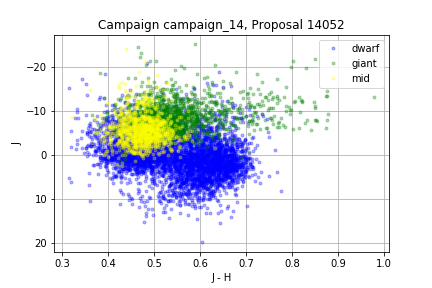 Campaign campaign_14, Proposal 14052
dwarf
giant
mid
−20
−10
0
10
20
J
0.3 0.4 0.5 0.6 0.7 0.8 0.9 1.0
J - H